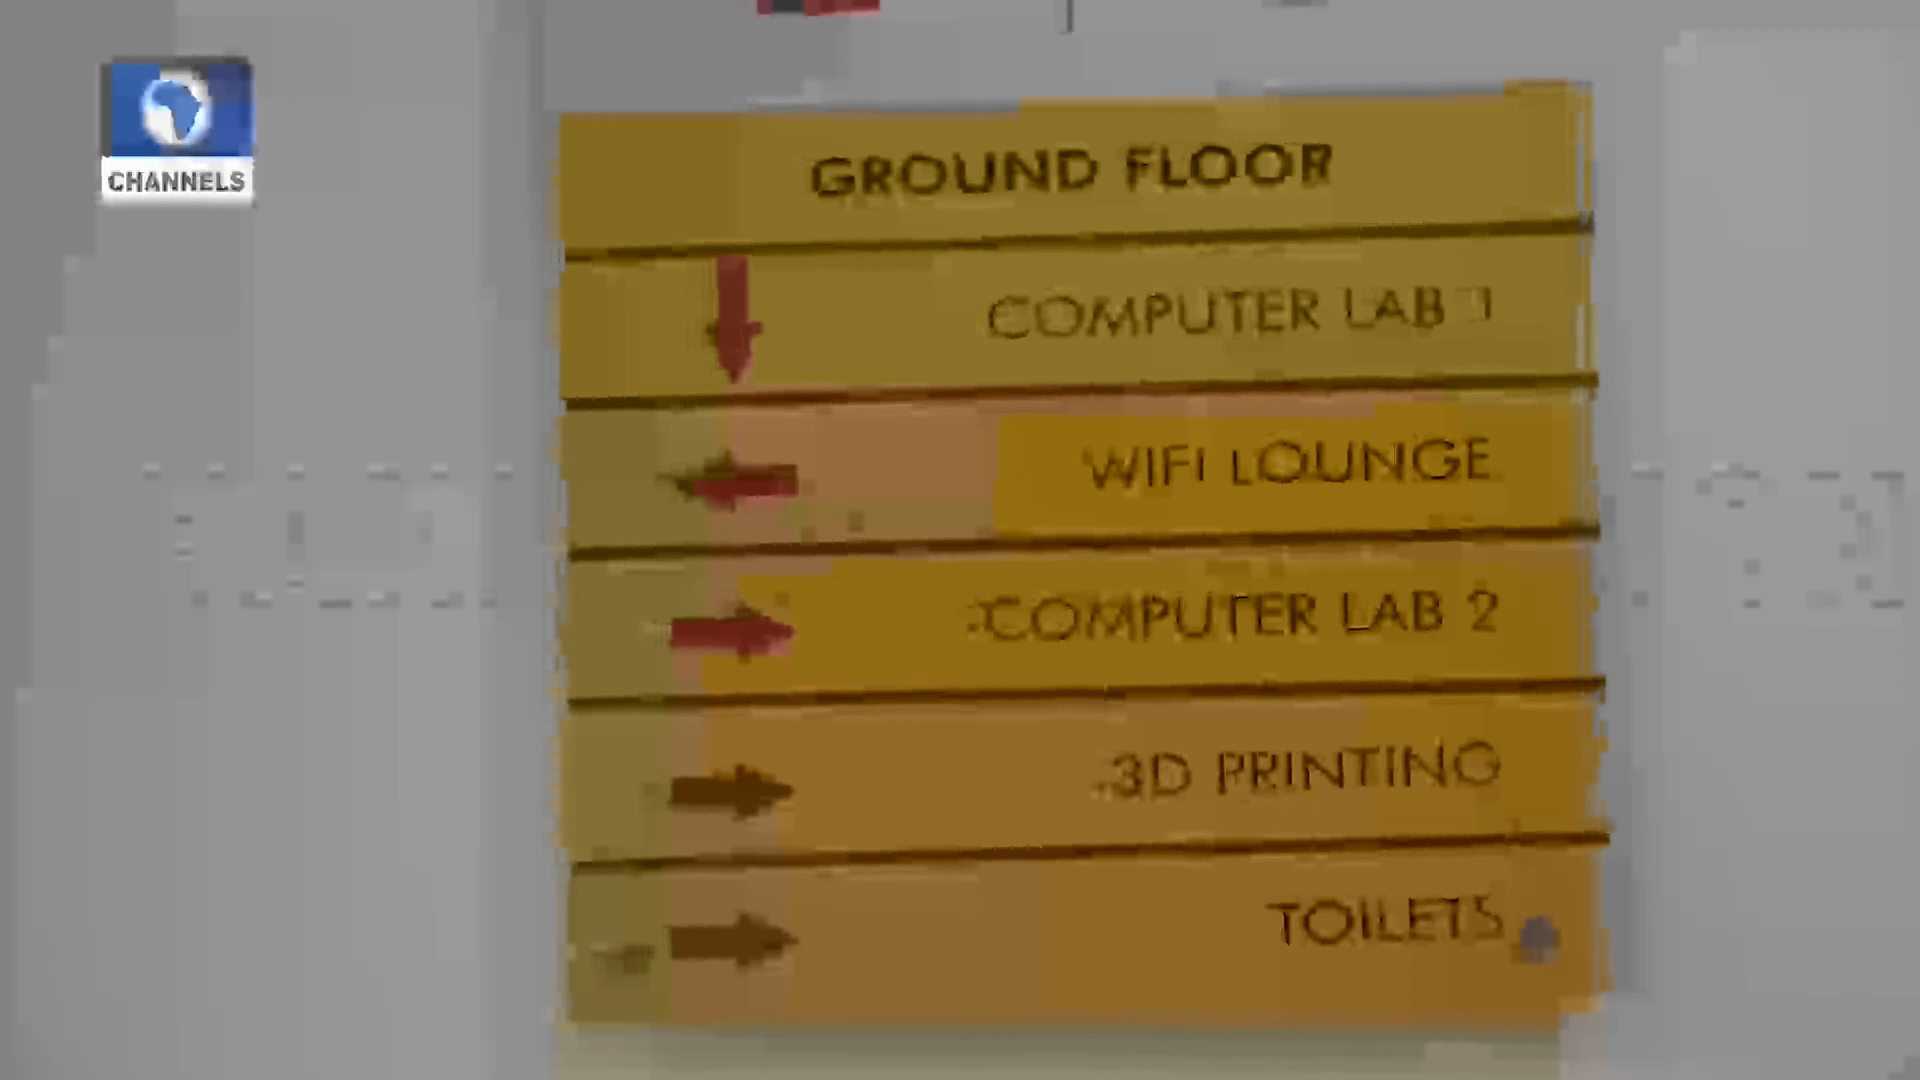 CHANNELS
GROUND FLOOR
COMPUTER LAB 1
WIFI LOUNGE
COMPUTER LAB 2
3D PRINTING
TOILETS